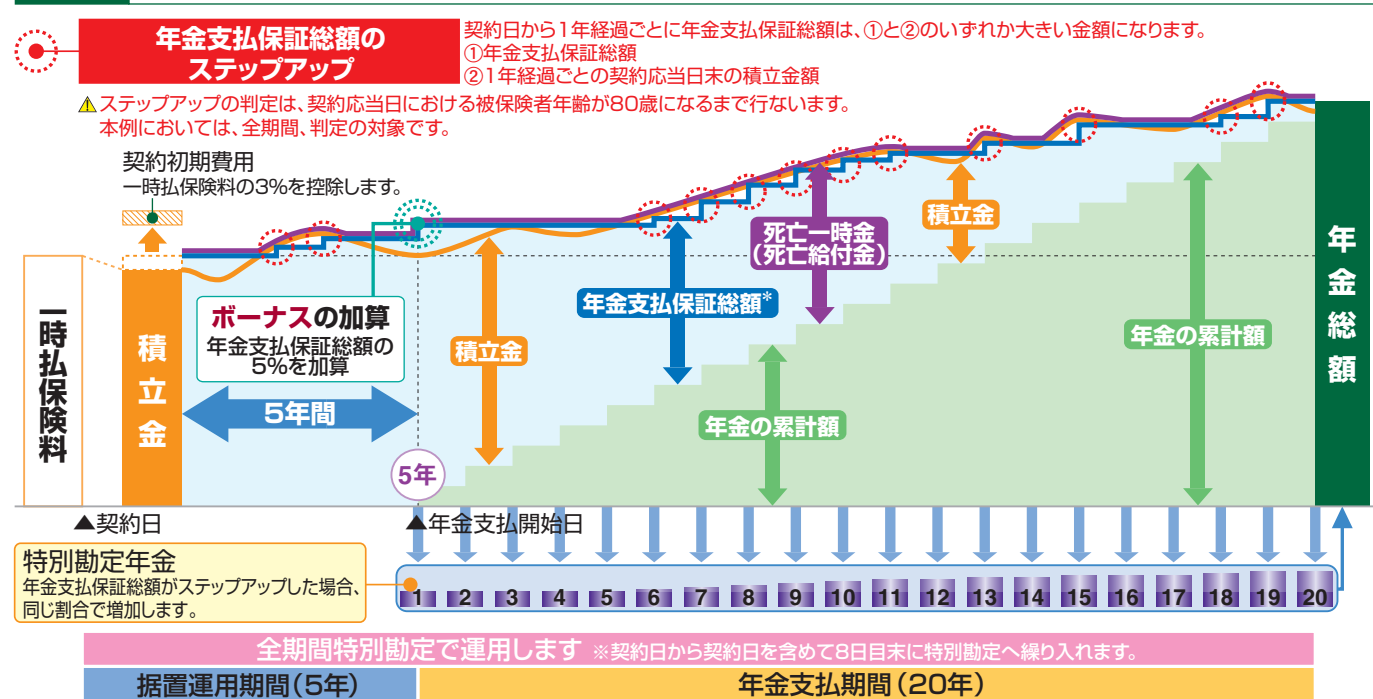 年金支払保証総額の
ステップアップ
契約日から1年経過ごとに年金支払保証総額は、①と②のいずれか大きい金額になります。
①年金支払保証総額
②1年経過ごとの契約応当日末の積立金額
ステップアップの判定は、契約応当日における被保険者年齢が80歳になるまで行ないます。
本例においては、全期間、判定の対象です。
契約初期費用
一時払保険料の3%を控除します。
一時払保険料
積立金
ボーナスの加算
年金支払保証総額の
5%を加算
5年間
5年
積立金
年金支払保証総額*
年金の累計額
死亡一時金
(死亡給付金)
積立金
年金の累計額
年金総額
▲契約日
▲年金支払開始日
特別勘定年金
年金支払保証総額がステップアップした場合、
同じ割合で増加します。
1 2 3 4 5 6 7 8 9 10 11 12 13 14 15 16 17 18 19 20
全期間特別勘定で運用します ※契約日から契約日を含めて8日目末に特別勘定へ繰り入れます。
据置運用期間(5年)
年金支払期間(20年)